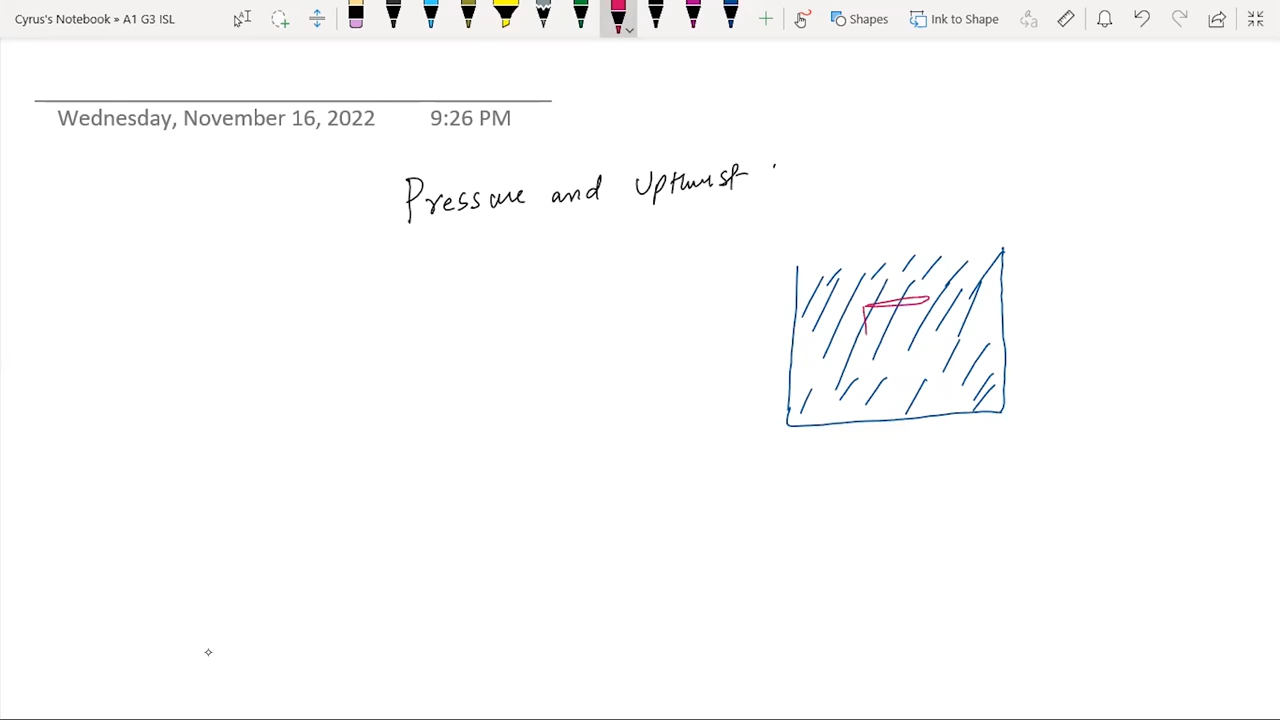 Cyrus's Notebook » A1 G3 ISL
Shapes
Ink to Shape
Wednesday, November 16, 2022 9:26 PM
Pressure and Upthrust